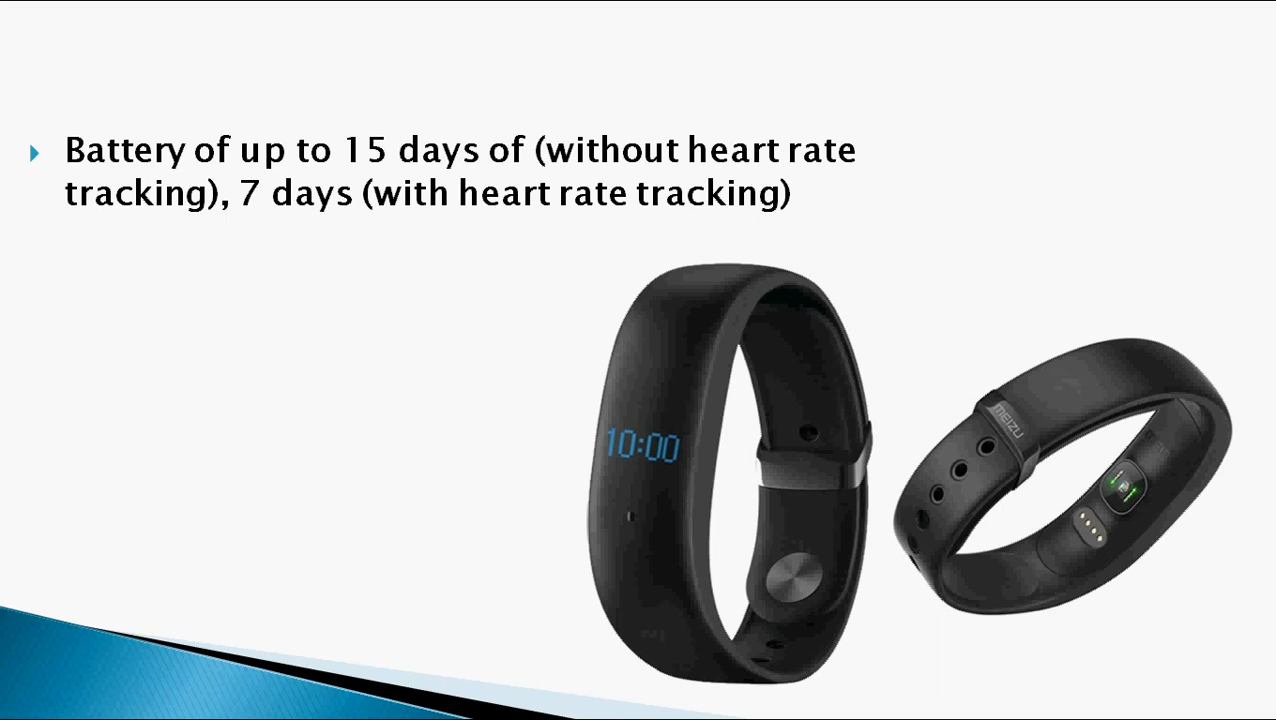 Battery of up to 15 days of (without heart rate
tracking), 7 days (with heart rate tracking)
10:00
MEIZU